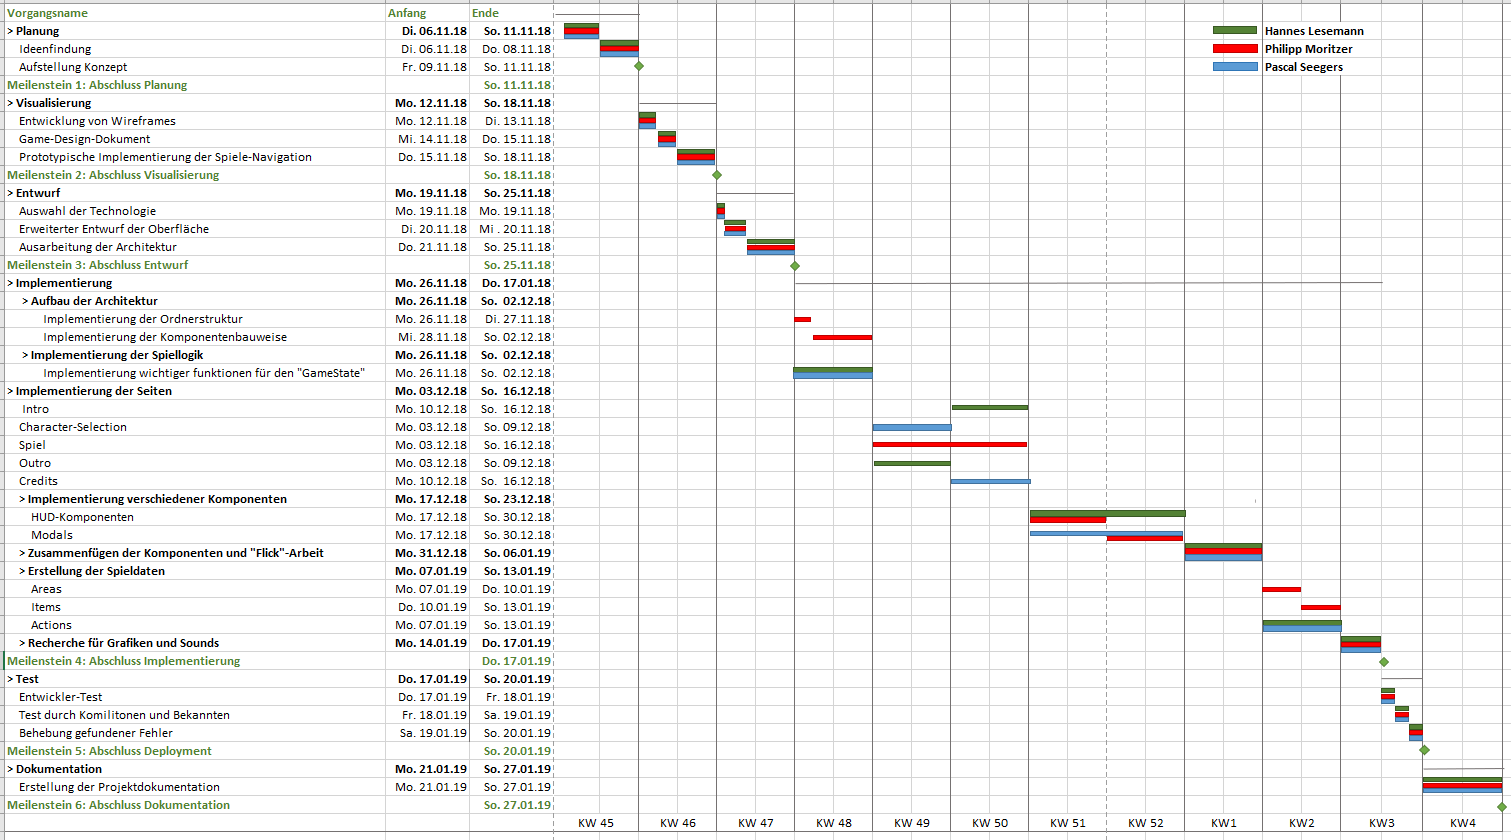 Vorgangsname Anfang Ende
> Planung Di. 06.11.18 So. 11.11.18 Hannes Lesemann
Ideenfindung Di. 06.11.18 Do. 08.11.18 Philipp Moritzer
Aufstellung Konzept Fr. 09.11.18 So. 11.11.18 Pascal Seegers
Meilenstein 1: Abschluss Planung So. 11.11.18
> Visualisierung Mo. 12.11.18 So. 18.11.18
Entwicklung von Wireframes Mo. 12.11.18 Di. 13.11.18
Game-Design-Dokument Mi. 14.11.18 Do. 15.11.18
Prototypische Implementierung der Spiele-Navigation Do. 15.11.18 So. 18.11.18
Meilenstein 2: Abschluss Visualisierung So. 18.11.18
> Entwurf Mo. 19.11.18 So. 25.11.18
Auswahl der Technologie Mo. 19.11.18 Mo. 19.11.18
Erweiterter Entwurf der Oberfläche Di. 20.11.18 Mi . 20.11.18
Ausarbeitung der Architektur Do. 21.11.18 So. 25.11.18
Meilenstein 3: Abschluss Entwurf So. 25.11.18
> Implementierung Mo. 26.11.18 Do. 17.01.18
> Aufbau der Architektur Mo. 26.11.18 So. 02.12.18
Implementierung der Ordnerstruktur Mo. 26.11.18 Di. 27.11.18
Implementierung der Komponentenbauweise Mi. 28.11.18 So. 02.12.18
> Implementierung der Spiellogik Mo. 26.11.18 So. 02.12.18
Implementierung wichtiger funktionen für den "GameState" Mo. 26.11.18 So. 02.12.18
> Implementierung der Seiten Mo. 03.12.18 So. 16.12.18
Intro Mo. 10.12.18 So. 16.12.18
Character-Selection Mo. 03.12.18 So. 09.12.18
Spiel Mo. 03.12.18 So. 16.12.18
Outro Mo. 03.12.18 So. 09.12.18
Credits Mo. 10.12.18 So. 16.12.18
> Implementierung verschiedener Komponenten Mo. 17.12.18 So. 23.12.18
HUD-Komponenten Mo. 17.12.18 So. 30.12.18
Modals Mo. 17.12.18 So. 30.12.18
> Zusammenfügen der Komponenten und "Flick"-Arbeit Mo. 31.12.18 So. 06.01.19
> Erstellung der Spieldaten Mo. 07.01.19 So. 13.01.19
Areas Mo. 07.01.19 Do. 10.01.19
Items Do. 10.01.19 So. 13.01.19
Actions Mo. 07.01.19 So. 13.01.19
> Recherche für Grafiken und Sounds Mo. 14.01.19 Do. 17.01.19
Meilenstein 4: Abschluss Implementierung Do. 17.01.19
> Test Do. 17.01.19 So. 20.01.19
Entwickler-Test Do. 17.01.19 Fr. 18.01.19
Test durch Komilitonen und Bekannten Fr. 18.01.19 Sa. 19.01.19
Behebung gefundener Fehler Sa. 19.01.19 So. 20.01.19
Meilenstein 5: Abschluss Deployment So. 20.01.19
> Dokumentation Mo. 21.01.19 So. 27.01.19
Erstellung der Projektdokumentation Mo. 21.01.19 So. 27.01.19
Meilenstein 6: Abschluss Dokumentation So. 27.01.19
KW 45 KW 46 KW 47 KW 48 KW 49 KW 50 KW 51 KW 52 KW1 KW2 KW3 KW4